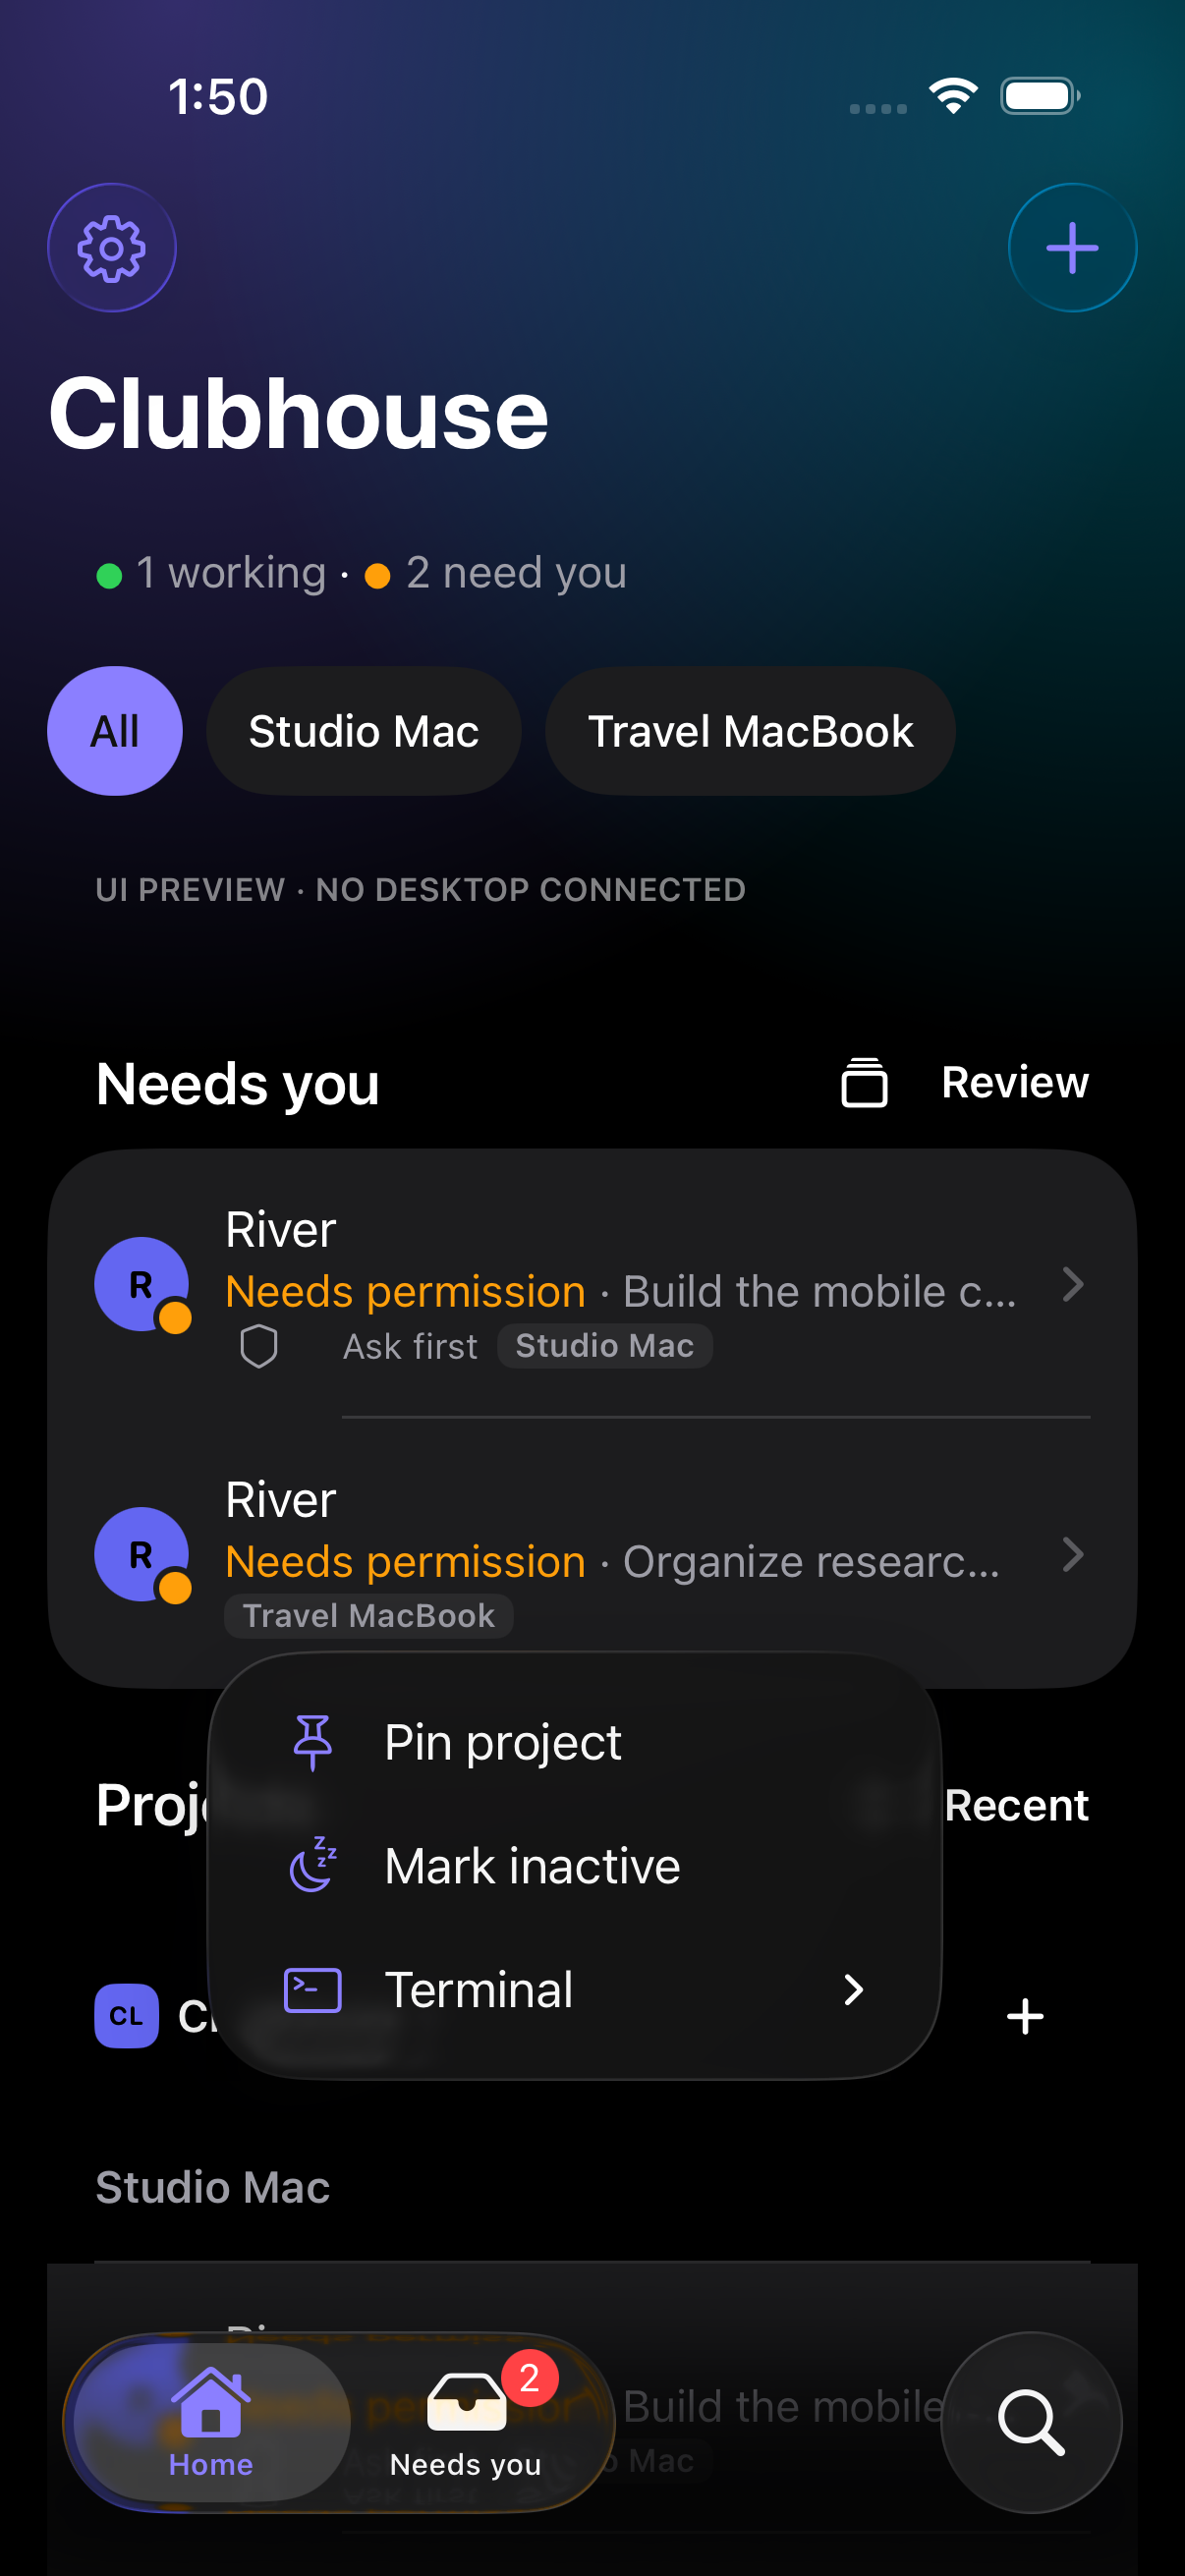 1:50
Clubhouse
1 working · 2 need you
All
Studio Mac
Travel MacBook
UI PREVIEW · NO DESKTOP CONNECTED
Needs you
Review
R
River
Needs permission · Build the mobile c...
Ask first
Studio Mac
R
River
Needs permission · Organize researc...
Travel MacBook
Pin project
Recent
Mark inactive
CL
Terminal
Studio Mac
Build the mobile
Mac
2
Home
Needs you